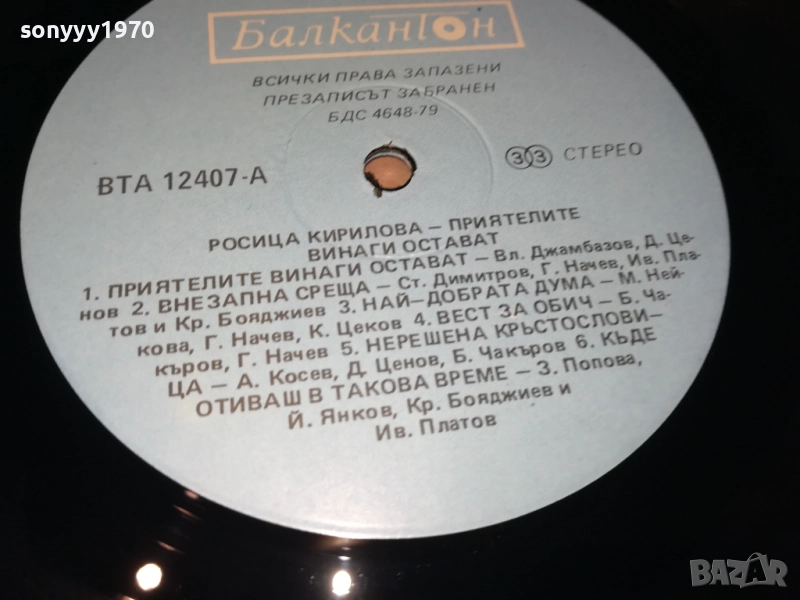 sonyyy1970
Балкантон
ВСИЧКИ ПРАВА ЗАПАЗЕНИ
ПРЕЗАПИСЪТ ЗАБРАНЕН
БДС 4648-79
ВТА 12407-А
33 СТЕРЕО
РОСИЦА КИРИЛОВА – ПРИЯТЕЛИТЕ
ВИНАГИ ОСТАВАТ
1. ПРИЯТЕЛИТЕ ВИНАГИ ОСТАВАТ – Вл. Джамбазов, Д. Це-
нов 2. ВНЕЗАПНА СРЕЩА – Ст. Димитров, Г. Начев, Ив. Пла-
тов и Кр. Бояджиев 3. НАЙ–ДОБРАТА ДУМА – М. Ней-
кова, Г. Начев, К. Цеков 4. ВЕСТ ЗА ОБИЧ – Б. Ча-
къров, Г. Начев 5. НЕРЕШЕНА КРЪСТОСЛОВИ–
ЦА – А. Косев, Д. Ценов, Б. Чакъров 6. КЪДЕ
ОТИВАШ В ТАКОВА ВРЕМЕ – З. Попова,
Й. Янков, Кр. Бояджиев и
Ив. Платов
BAZAR